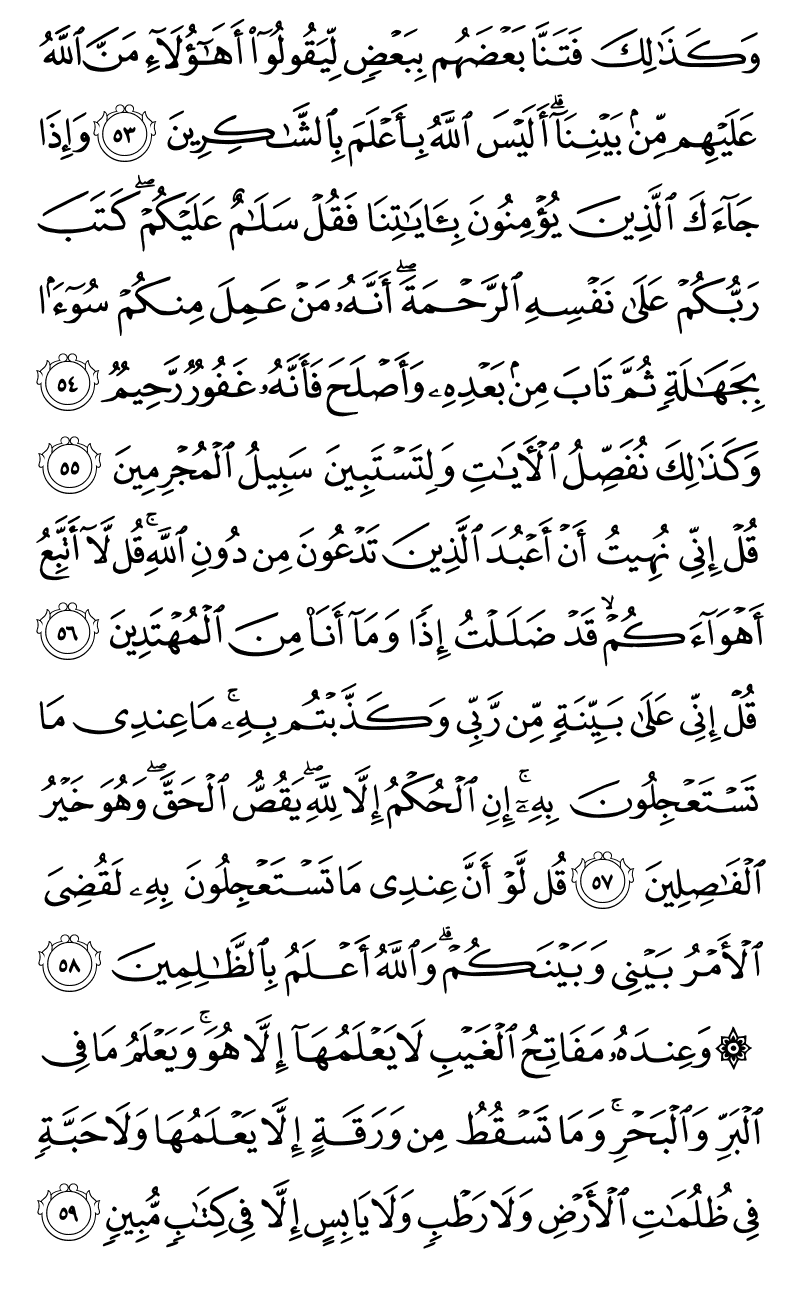 وَكَذَٰلِكَ فَتَنَّا بَعْضَهُم بِبَعْضٍ لِّيَقُولُوٓا۟ أَهَٰٓؤُلَآءِ مَنَّ ٱللَّهُ
عَلَيْهِم مِّنۢ بَيْنِنَآ ۗ أَلَيْسَ ٱللَّهُ بِأَعْلَمَ بِٱلشَّٰكِرِينَ ٥٣ وَإِذَا
جَآءَكَ ٱلَّذِينَ يُؤْمِنُونَ بِـَٔايَٰتِنَا فَقُلْ سَلَٰمٌ عَلَيْكُمْ ۖ كَتَبَ
رَبُّكُمْ عَلَىٰ نَفْسِهِ ٱلرَّحْمَةَ ۖ أَنَّهُۥ مَنْ عَمِلَ مِنكُمْ سُوٓءًۢا
بِجَهَٰلَةٍ ثُمَّ تَابَ مِنۢ بَعْدِهِۦ وَأَصْلَحَ فَأَنَّهُۥ غَفُورٌ رَّحِيمٌ ٥٤
وَكَذَٰلِكَ نُفَصِّلُ ٱلْـَٔايَٰتِ وَلِتَسْتَبِينَ سَبِيلُ ٱلْمُجْرِمِينَ ٥٥
قُلْ إِنِّى نُهِيتُ أَنْ أَعْبُدَ ٱلَّذِينَ تَدْعُونَ مِن دُونِ ٱللَّهِ ۚ قُل لَّآ أَتَّبِعُ
أَهْوَآءَكُمْ ۙ قَدْ ضَلَلْتُ إِذًا وَمَآ أَنَا۠ مِنَ ٱلْمُهْتَدِينَ ٥٦
قُلْ إِنِّى عَلَىٰ بَيِّنَةٍ مِّن رَّبِّى وَكَذَّبْتُم بِهِۦ ۚ مَا عِندِى مَا
تَسْتَعْجِلُونَ بِهِۦٓ ۚ إِنِ ٱلْحُكْمُ إِلَّا لِلَّهِ ۖ يَقُصُّ ٱلْحَقَّ ۖ وَهُوَ خَيْرُ
ٱلْفَٰصِلِينَ ٥٧ قُل لَّوْ أَنَّ عِندِى مَا تَسْتَعْجِلُونَ بِهِۦ لَقُضِىَ
ٱلْأَمْرُ بَيْنِى وَبَيْنَكُمْ ۗ وَٱللَّهُ أَعْلَمُ بِٱلظَّٰلِمِينَ ٥٨
۞ وَعِندَهُۥ مَفَاتِحُ ٱلْغَيْبِ لَا يَعْلَمُهَآ إِلَّا هُوَ ۚ وَيَعْلَمُ مَا فِى
ٱلْبَرِّ وَٱلْبَحْرِ ۚ وَمَا تَسْقُطُ مِن وَرَقَةٍ إِلَّا يَعْلَمُهَا وَلَا حَبَّةٍ
فِى ظُلُمَٰتِ ٱلْأَرْضِ وَلَا رَطْبٍ وَلَا يَابِسٍ إِلَّا فِى كِتَٰبٍ مُّبِينٍ ٥٩